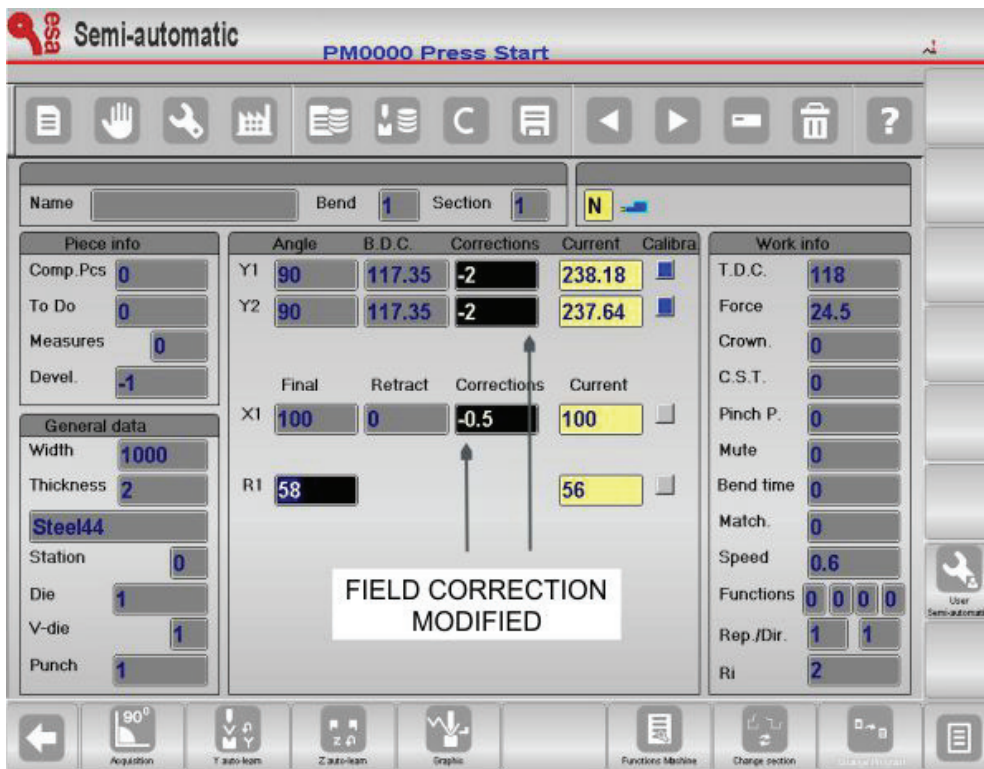 esa Semi-automatic
PM0000 Press Start
C ?
Name Bend 1 Section 1 N
Piece info
Comp.Pcs 0
To Do 0
Measures 0
Devel. -1
General data
Width 1000
Thickness 2
Steel44
Station 0
Die 1
V-die 1
Punch 1
Angle B.D.C. Corrections Current Calibra
Y1 90 117.35 -2 238.18
Y2 90 117.35 -2 237.64
Final Retract Corrections Current
X1 100 0 -0.5 100
R1 58 56
FIELD CORRECTION
MODIFIED
Work info
T.D.C. 118
Force 24.5
Crown. 0
C.S.T. 0
Pinch P. 0
Mute 0
Bend time 0
Match. 0
Speed 0.6
Functions 0 0 0 0
Rep./Dir. 1 1
Ri 2
User
Semi-automati
90°
Acquisition
Y auto-learn
Z auto-learn
Graphic
Functions Machine
Change section